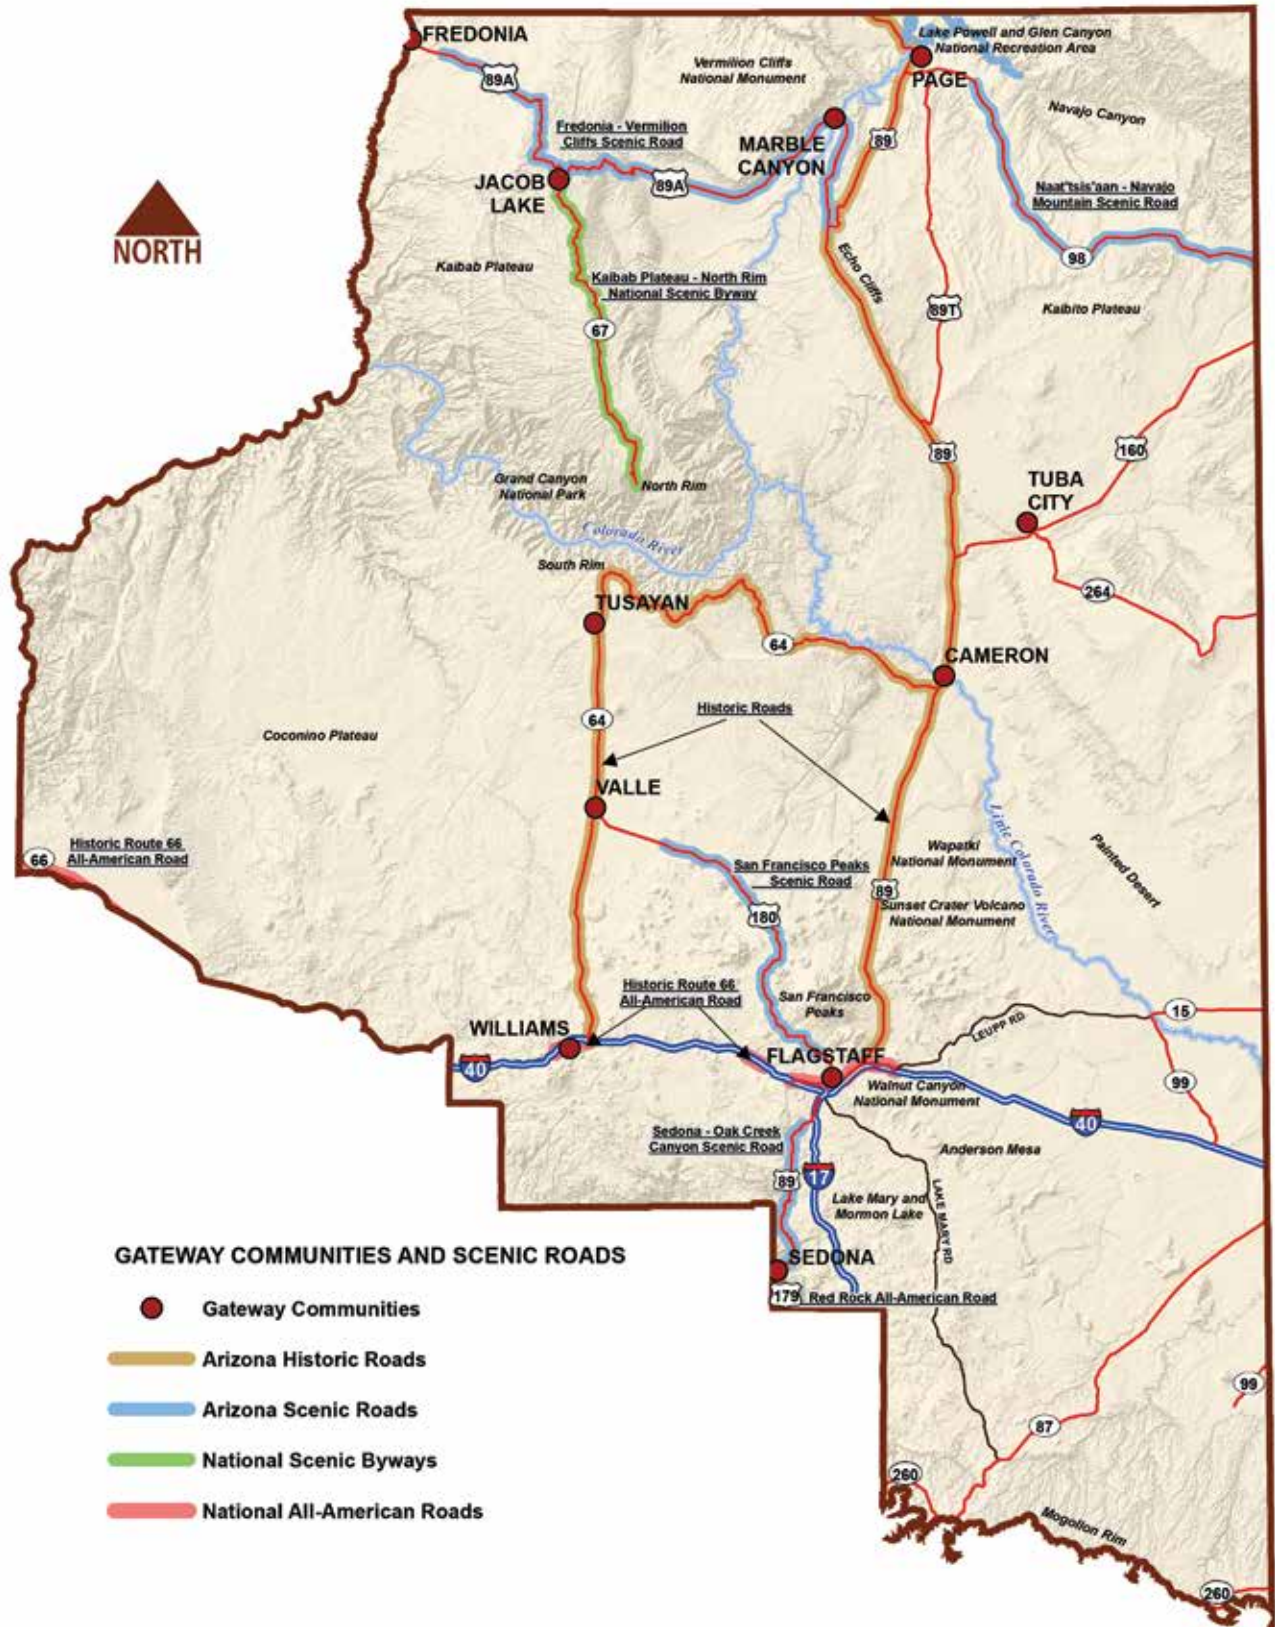 FREDONIA
Lake Powell and Glen Canyon
National Recreation Area
Vermilion Cliffs
National Monument
89A
PAGE
Navajo Canyon
Fredonia - Vermilion
Cliffs Scenic Road
MARBLE
CANYON
89
JACOB
LAKE
89A
Naat'tsis'aan - Navajo
Mountain Scenic Road
NORTH
98
Echo Cliffs
Kaibab Plateau
Kaibab Plateau - North Rim
National Scenic Byway
89T
Kaibito Plateau
67
89
160
Grand Canyon
National Park
North Rim
TUBA
CITY
Colorado River
South Rim
264
TUSAYAN
64
CAMERON
Historic Roads
64
Coconino Plateau
VALLE
Little Colorado River
66
Historic Route 66
All-American Road
Wapatki
National Monument
Painted Desert
San Francisco Peaks
Scenic Road
89
Sunset Crater Volcano
National Monument
180
Historic Route 66
All-American Road
San Francisco
Peaks
15
LEUPP RD
WILLIAMS
FLAGSTAFF
40
99
Walnut Canyon
National Monument
40
Sedona - Oak Creek
Canyon Scenic Road
Anderson Mesa
89
17
Lake Mary and
Mormon Lake
LAKE MARY RD
SEDONA
179
Red Rock All-American Road
GATEWAY COMMUNITIES AND SCENIC ROADS
Gateway Communities
Arizona Historic Roads
Arizona Scenic Roads
National Scenic Byways
National All-American Roads
99
87
260
Mogollon Rim
260